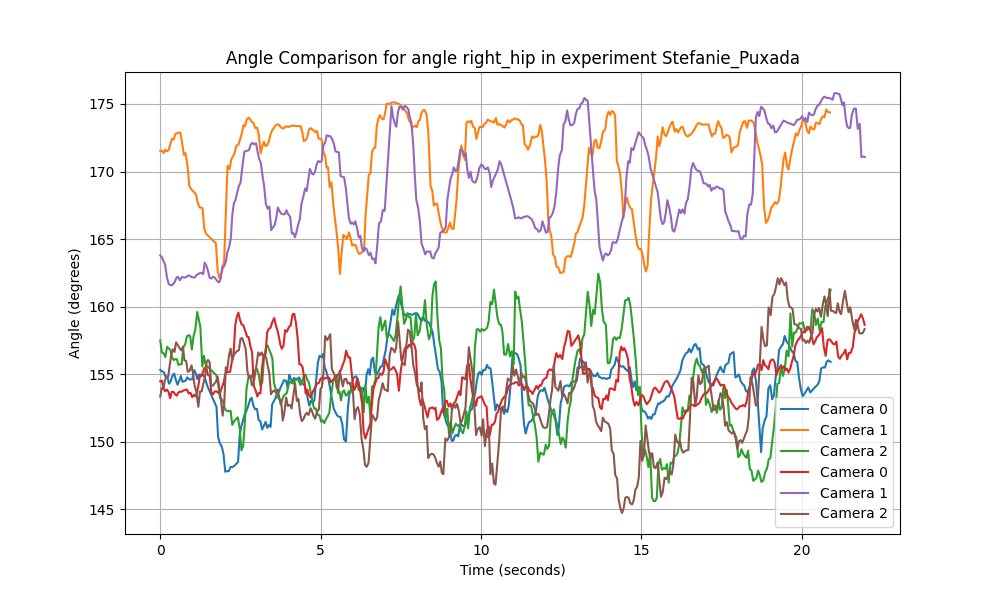 Angle Comparison for angle right_hip in experiment Stefanie_Puxada
Angle (degrees)
175
170
165
160
155
150
145
0 5 10 15 20
Time (seconds)
Camera 0
Camera 1
Camera 2
Camera 0
Camera 1
Camera 2